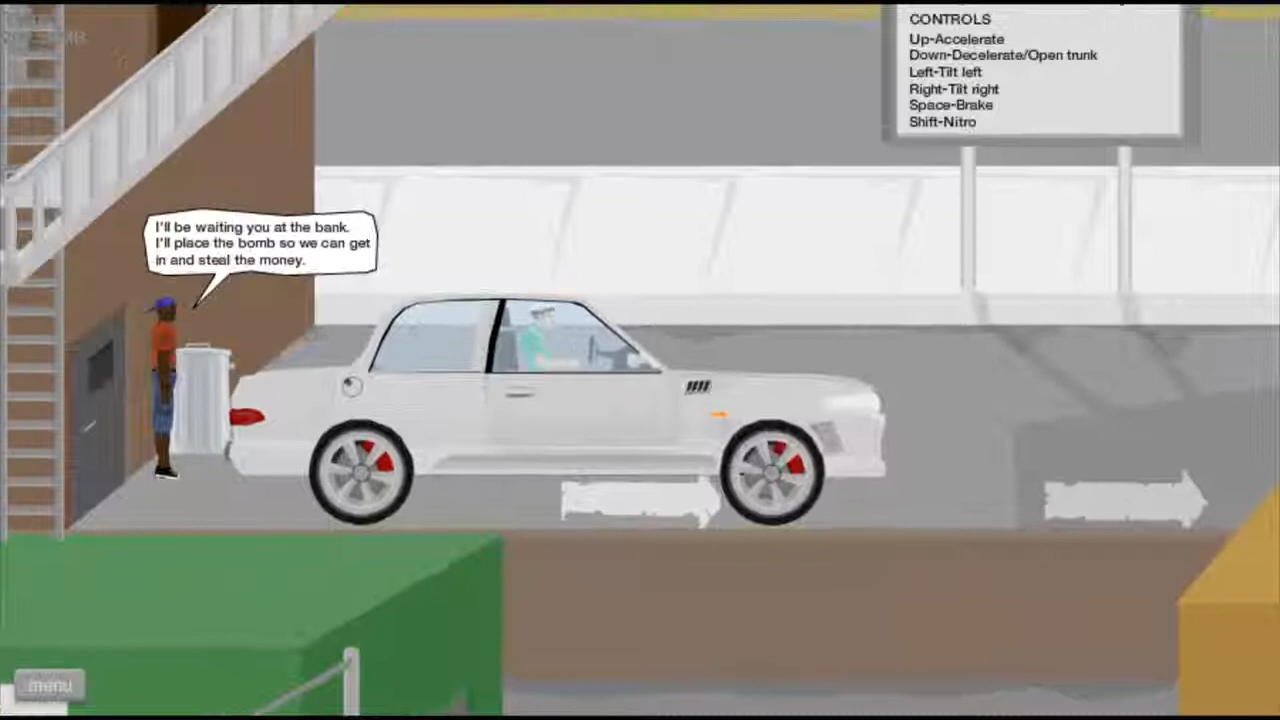 CONTROLS
Up-Accelerate
Down-Decelerate/Open trunk
Left-Tilt left
Right-Tilt right
Space-Brake
Shift-Nitro
I'll be waiting you at the bank.
I'll place the bomb so we can get
in and steal the money.
menu